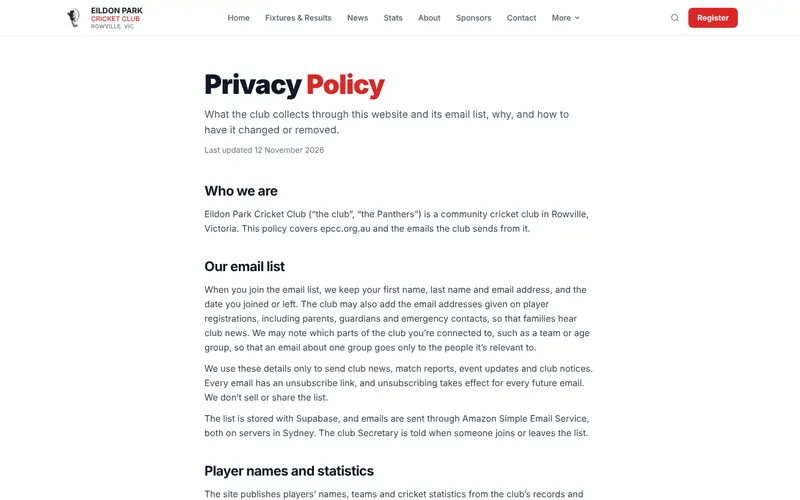 EILDON PARK
CRICKET CLUB
ROWVILLE, VIC
Home
Fixtures & Results
News
Stats
About
Sponsors
Contact
More
Register
Privacy Policy
What the club collects through this website and its email list, why, and how to
have it changed or removed.
Last updated 12 November 2026
Who we are
Eildon Park Cricket Club (“the club”, “the Panthers”) is a community cricket club in Rowville,
Victoria. This policy covers epcc.org.au and the emails the club sends from it.
Our email list
When you join the email list, we keep your first name, last name and email address, and the
date you joined or left. The club may also add the email addresses given on player
registrations, including parents, guardians and emergency contacts, so that families hear
club news. We may note which parts of the club you’re connected to, such as a team or age
group, so that an email about one group goes only to the people it’s relevant to.
We use these details only to send club news, match reports, event updates and club notices.
Every email has an unsubscribe link, and unsubscribing takes effect for every future email.
We don’t sell or share the list.
The list is stored with Supabase, and emails are sent through Amazon Simple Email Service,
both on servers in Sydney. The club Secretary is told when someone joins or leaves the list.
Player names and statistics
The site publishes players’ names, teams and cricket statistics from the club’s records and